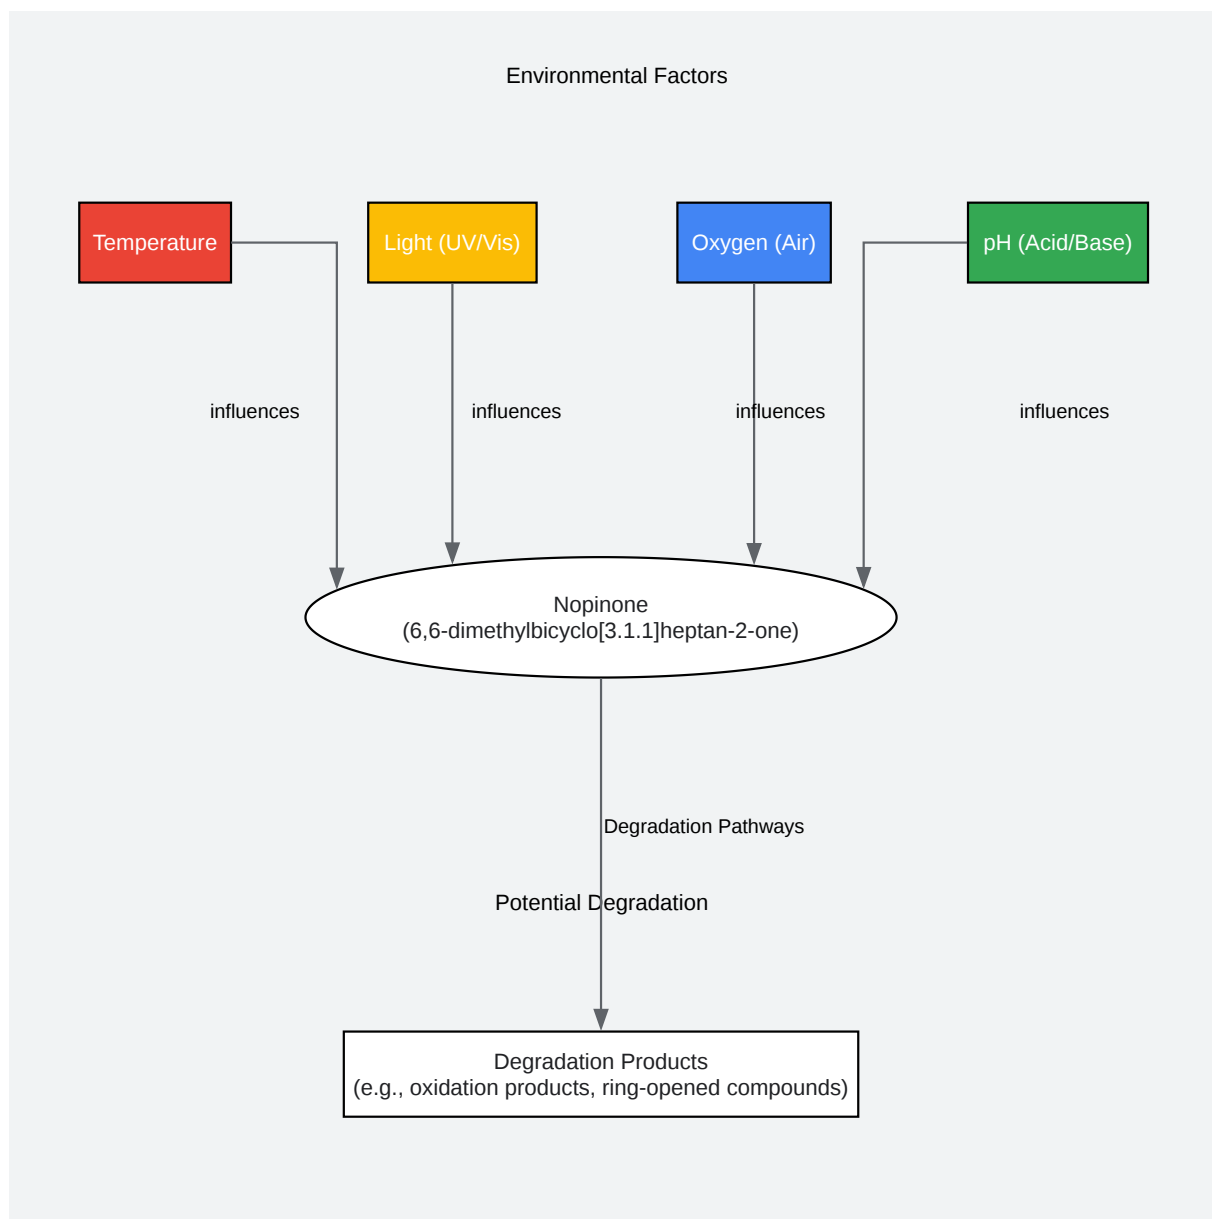 Environmental Factors
Temperature
Light (UV/Vis)
Oxygen (Air)
pH (Acid/Base)
influences
influences
influences
influences
Nopinone
(6,6-dimethylbicyclo[3.1.1]heptan-2-one)
Degradation Pathways
Potential Degradation
Degradation Products
(e.g., oxidation products, ring-opened compounds)